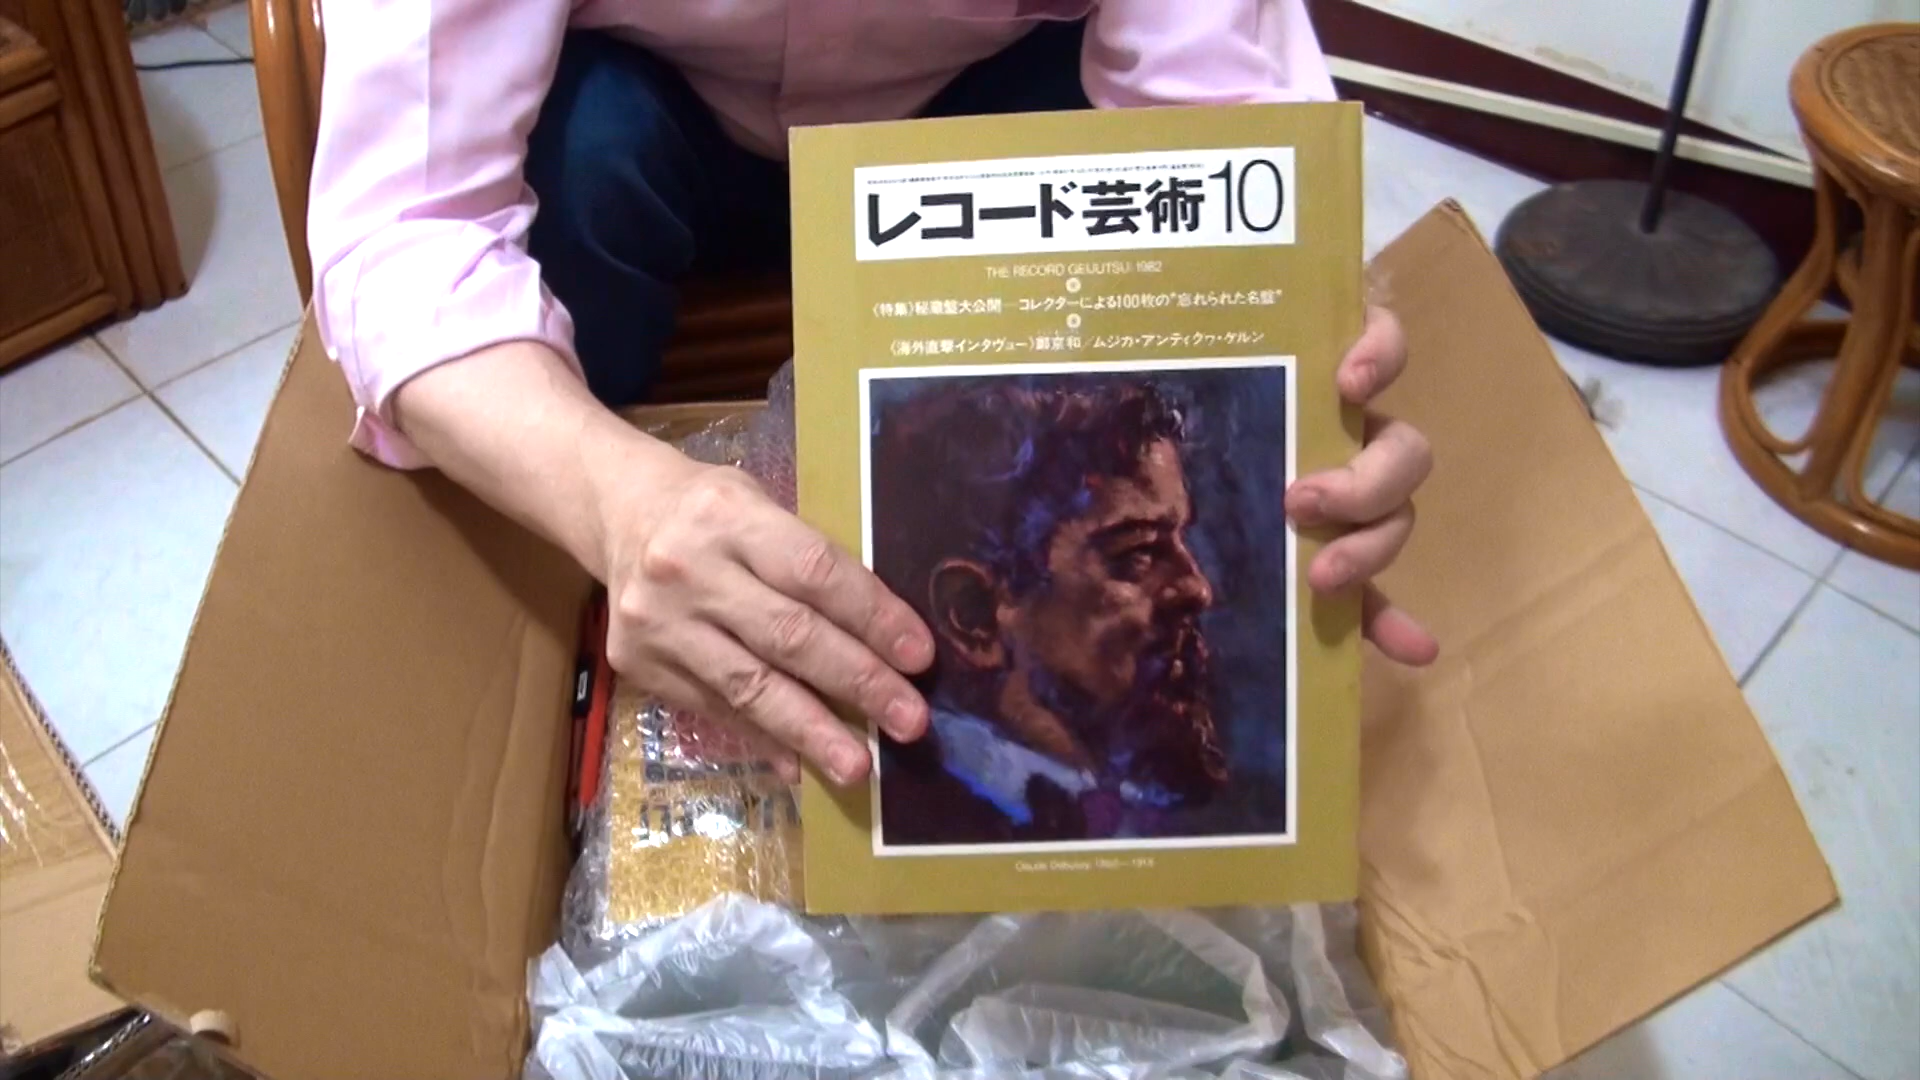 レコード芸術10
THE RECORD GEIJUTSU: 1982
〈特集〉秘蔵盤大公開―コレクターによる100枚の"忘れられた名盤"
〈海外直撃インタヴュー〉鄭京和/ムジカ・アンティクヮ・ケルン
Claude Debussy, 1862—1918